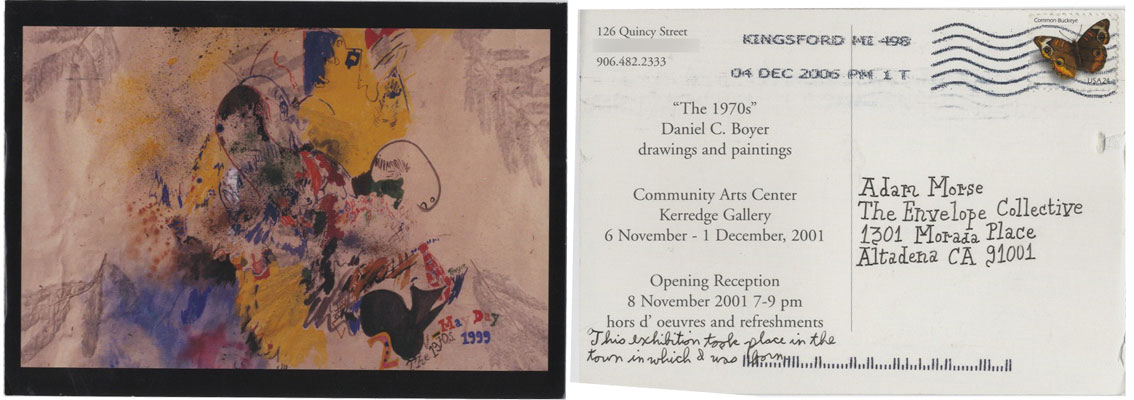 May Day
The 1970s 1999
126 Quincy Street
906.482.2333
KINGSFORD MI 498
04 DEC 2006 PM 1 T
Common Buckeye
USA 24
"The 1970s"
Daniel C. Boyer
drawings and paintings
Community Arts Center
Kerredge Gallery
6 November - 1 December, 2001
Opening Reception
8 November 2001 7-9 pm
hors d' oeuvres and refreshments
This exhibition took place in the
town in which I was born.
Adam Morse
The Envelope Collective
1301 Morada Place
Altadena CA 91001